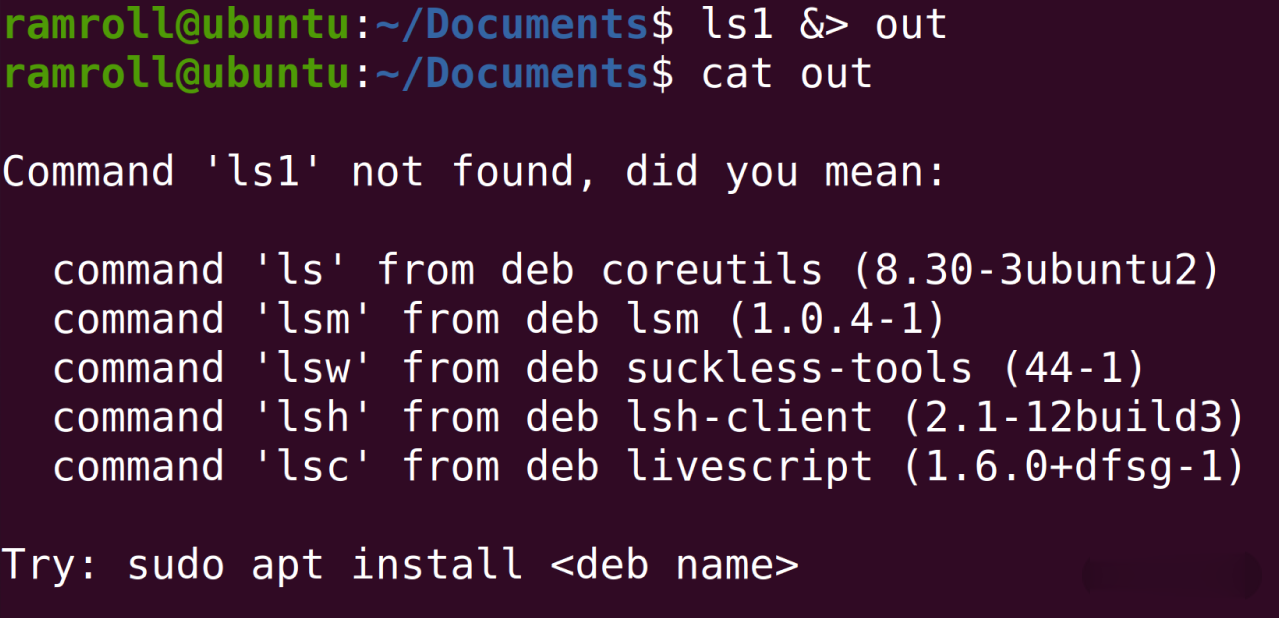 ramroll@ubuntu:~/Documents$ ls1 &> out
ramroll@ubuntu:~/Documents$ cat out

Command 'ls1' not found, did you mean:

  command 'ls' from deb coreutils (8.30-3ubuntu2)
  command 'lsm' from deb lsm (1.0.4-1)
  command 'lsw' from deb suckless-tools (44-1)
  command 'lsh' from deb lsh-client (2.1-12build3)
  command 'lsc' from deb livescript (1.6.0+dfsg-1)

Try: sudo apt install <deb name>